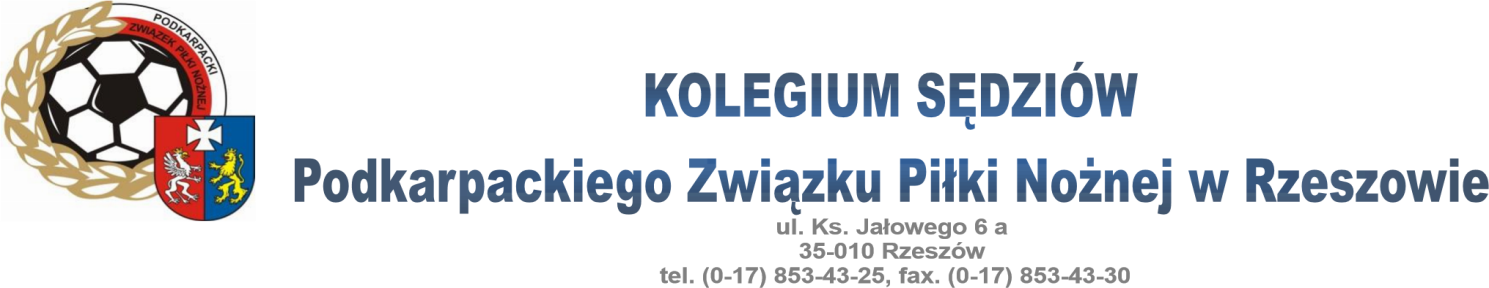 PODKARPACKI
ZWIĄZEK PIŁKI NOŻNEJ
KOLEGIUM SĘDZIÓW
Podkarpackiego Związku Piłki Nożnej w Rzeszowie
ul. Ks. Jałowego 6 a
35-010 Rzeszów
tel. (0-17) 853-43-25, fax. (0-17) 853-43-30